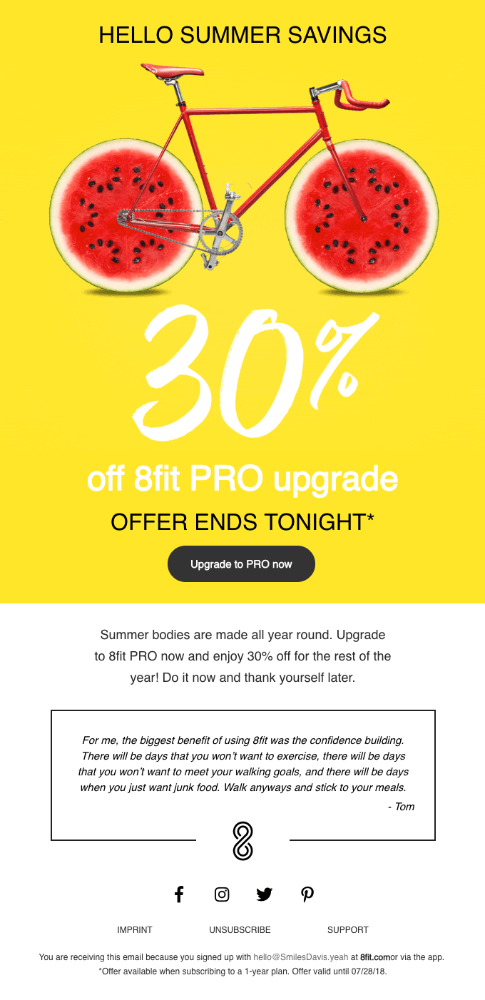 HELLO SUMMER SAVINGS
30%
off 8fit PRO upgrade
OFFER ENDS TONIGHT*
Upgrade to PRO now
Summer bodies are made all year round. Upgrade
to 8fit PRO now and enjoy 30% off for the rest of the
year! Do it now and thank yourself later.
For me, the biggest benefit of using 8fit was the confidence building.
There will be days that you won’t want to exercise, there will be days
that you won’t want to meet your walking goals, and there will be days
when you just want junk food. Walk anyways and stick to your meals.
- Tom
IMPRINT UNSUBSCRIBE SUPPORT
You are receiving this email because you signed up with hello@SmilesDavis.yeah at 8fit.comor via the app.
*Offer available when subscribing to a 1-year plan. Offer valid until 07/28/18.